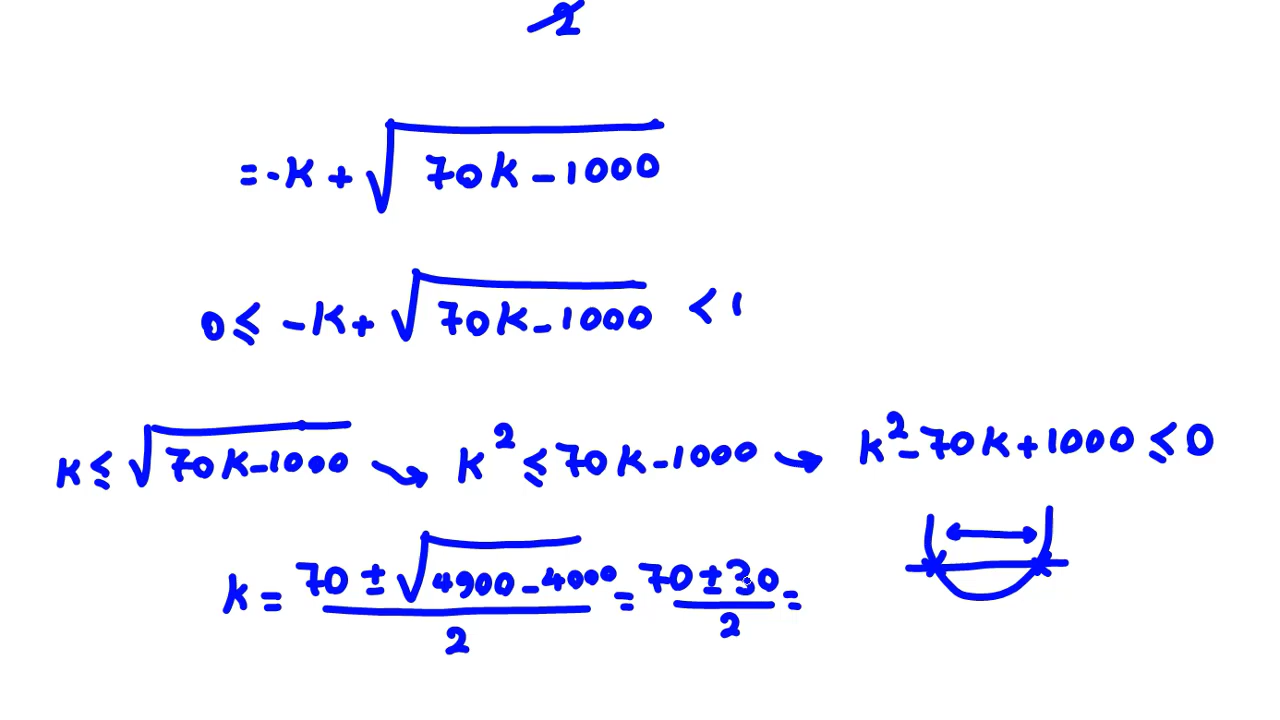 2
= -k + √(70k - 1000)
0 ≤ -k + √(70k - 1000) < 1
k ≤ √(70k - 1000) → k² ≤ 70k - 1000 → k² - 70k + 1000 ≤ 0
k = (70 ± √(4900 - 4000))/2 = (70 ± 30)/2 =